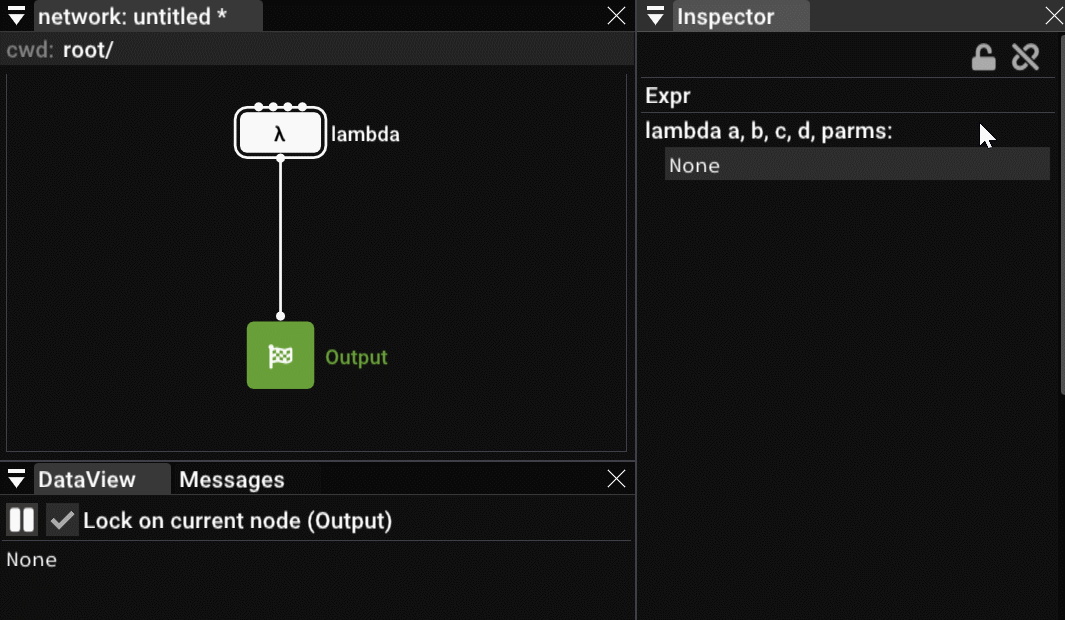 network: untitled *
cwd: root/
λ lambda
Output
DataView Messages
Lock on current node (Output)
None
Inspector
Expr
lambda a, b, c, d, parms:
None